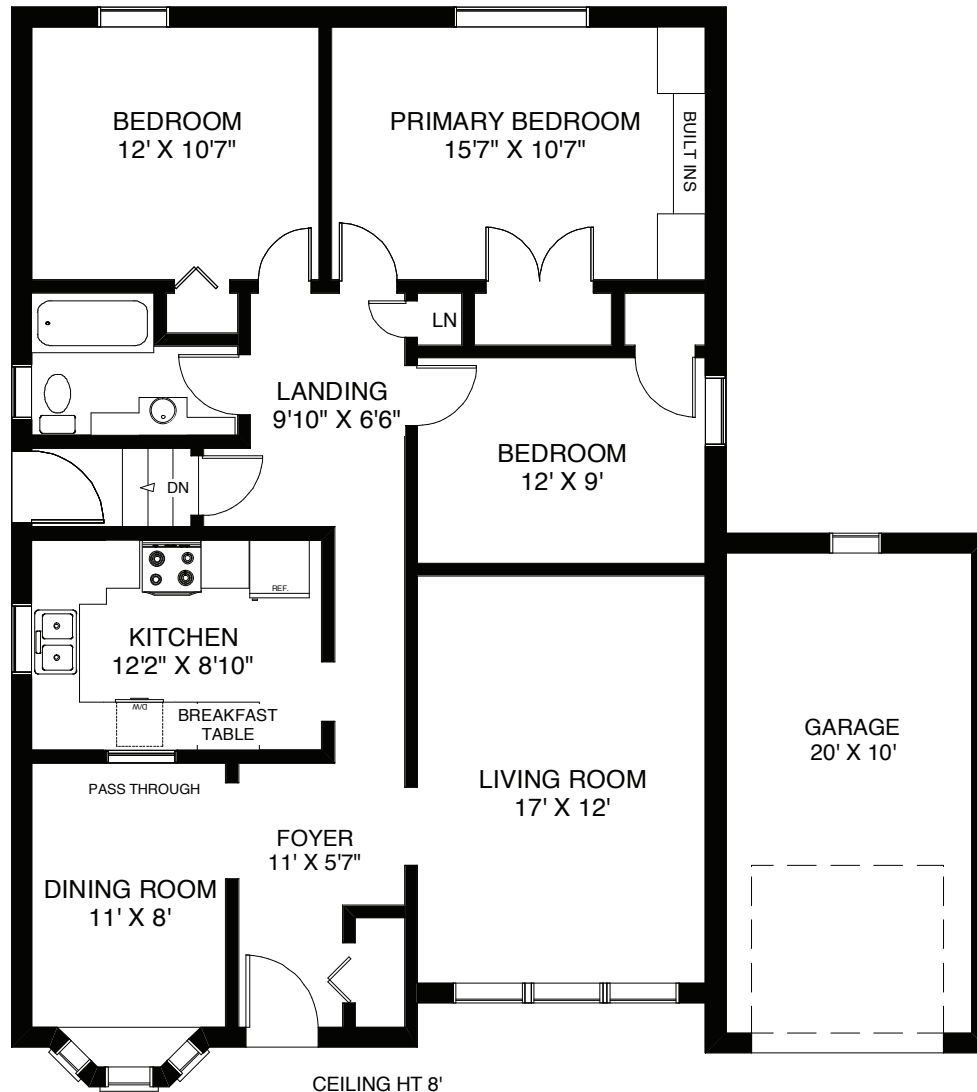 BEDROOM
12' X 10'7"
PRIMARY BEDROOM
15'7" X 10'7"
BUILT INS
LN
LANDING
9'10" X 6'6"
BEDROOM
12' X 9'
DN
REF.
KITCHEN
12'2" X 8'10"
D/W
BREAKFAST
TABLE
PASS THROUGH
LIVING ROOM
17' X 12'
GARAGE
20' X 10'
FOYER
11' X 5'7"
DINING ROOM
11' X 8'
CEILING HT 8'